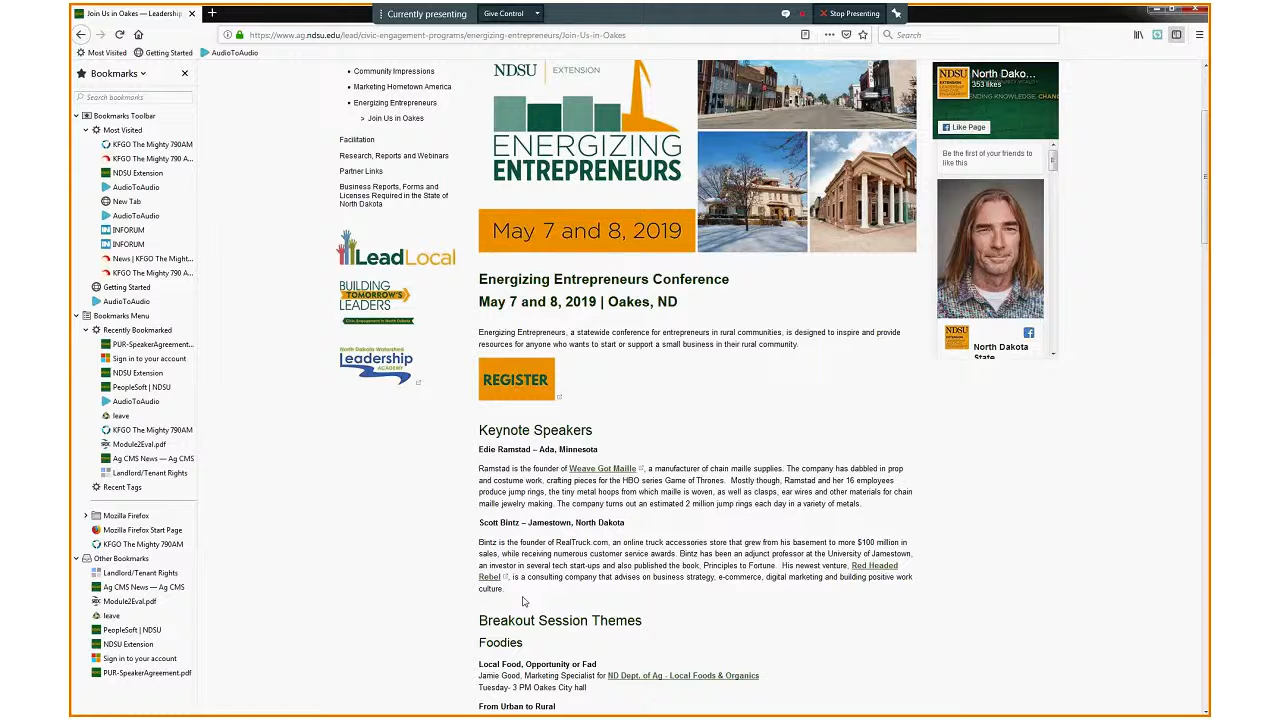 Join Us in Oakes — Leadership
Currently presenting
Give Control
Stop Presenting
https://www.ag.ndsu.edu/lead/civic-engagement-programs/energizing-entrepreneurs/Join-Us-in-Oakes
Search
Most Visited
Getting Started
AudioToAudio
Bookmarks
Search bookmarks
Bookmarks Toolbar
Most Visited
KFGO The Mighty 790AM
KFGO The Mighty 790 A...
NDSU Extension
AudioToAudio
New Tab
AudioToAudio
INFORUM
INFORUM
News | KFGO The Might...
KFGO The Mighty 790 A...
Getting Started
AudioToAudio
Bookmarks Menu
Recently Bookmarked
PUR-SpeakerAgreement...
Sign in to your account
NDSU Extension
PeopleSoft | NDSU
AudioToAudio
leave
KFGO The Mighty 790AM
Module2Eval.pdf
Ag CMS News — Ag CMS
Landlord/Tenant Rights
Recent Tags
Mozilla Firefox
Mozilla Firefox Start Page
KFGO The Mighty 790AM
Other Bookmarks
Landlord/Tenant Rights
Ag CMS News — Ag CMS
Module2Eval.pdf
leave
PeopleSoft | NDSU
NDSU Extension
Sign in to your account
PUR-SpeakerAgreement.pdf
Community Impressions
Marketing Hometown America
Energizing Entrepreneurs
> Join Us in Oakes
Facilitation
Research, Reports and Webinars
Partner Links
Business Reports, Forms and
Licenses Required in the State of
North Dakota
LeadLocal
BUILDING
TOMORROW'S
LEADERS
Civic Engagement in North Dakota
North Dakota Watershed
Leadership
ACADEMY
NDSU EXTENSION
ENERGIZING
ENTREPRENEURS
May 7 and 8, 2019
Energizing Entrepreneurs Conference
May 7 and 8, 2019 | Oakes, ND
Energizing Entrepreneurs, a statewide conference for entrepreneurs in rural communities, is designed to inspire and provide
resources for anyone who wants to start or support a small business in their rural community.
REGISTER
Keynote Speakers
Edie Ramstad – Ada, Minnesota
Ramstad is the founder of Weave Got Maille , a manufacturer of chain maille supplies. The company has dabbled in prop
and costume work, crafting pieces for the HBO series Game of Thrones. Mostly though, Ramstad and her 16 employees
produce jump rings, the tiny metal hoops from which maille is woven, as well as clasps, ear wires and other materials for chain
maille jewelry making. The company turns out an estimated 2 million jump rings each day in a variety of metals.
Scott Bintz – Jamestown, North Dakota
Bintz is the founder of RealTruck.com, an online truck accessories store that grew from his basement to more $100 million in
sales, while receiving numerous customer service awards. Bintz has been an adjunct professor at the University of Jamestown,
an investor in several tech start-ups and also published the book, Principles to Fortune. His newest venture, Red Headed
Rebel , is a consulting company that advises on business strategy, e-commerce, digital marketing and building positive work
culture.
Breakout Session Themes
Foodies
Local Food, Opportunity or Fad
Jamie Good, Marketing Specialist for ND Dept. of Ag - Local Foods & Organics
Tuesday- 3 PM Oakes City hall
From Urban to Rural
North Dako...
353 likes
Like Page
Be the first of your friends to
like this
NDSU
North Dakota
State